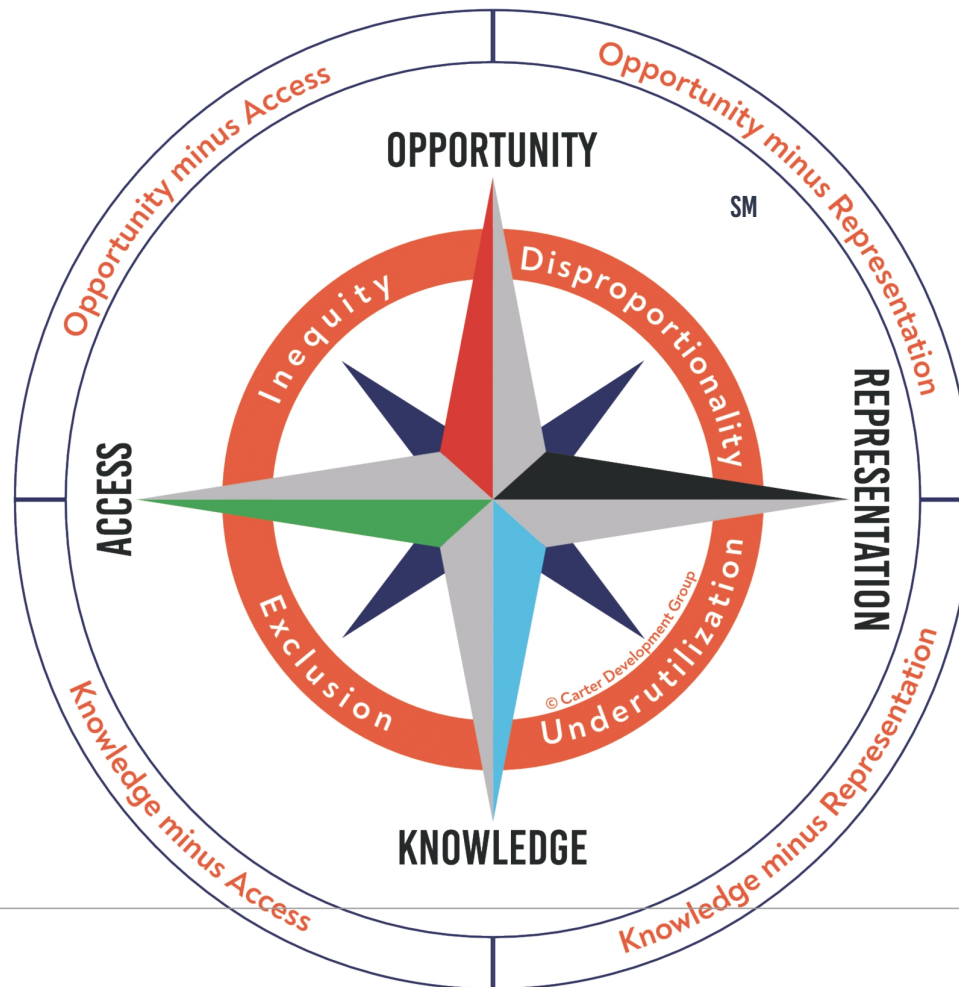 Opportunity minus Access
Opportunity minus Representation
OPPORTUNITY
SM
Inequity
Disproportionality
ACCESS
REPRESENTATION
Exclusion
Underutilization
© Carter Development Group
KNOWLEDGE
Knowledge minus Access
Knowledge minus Representation